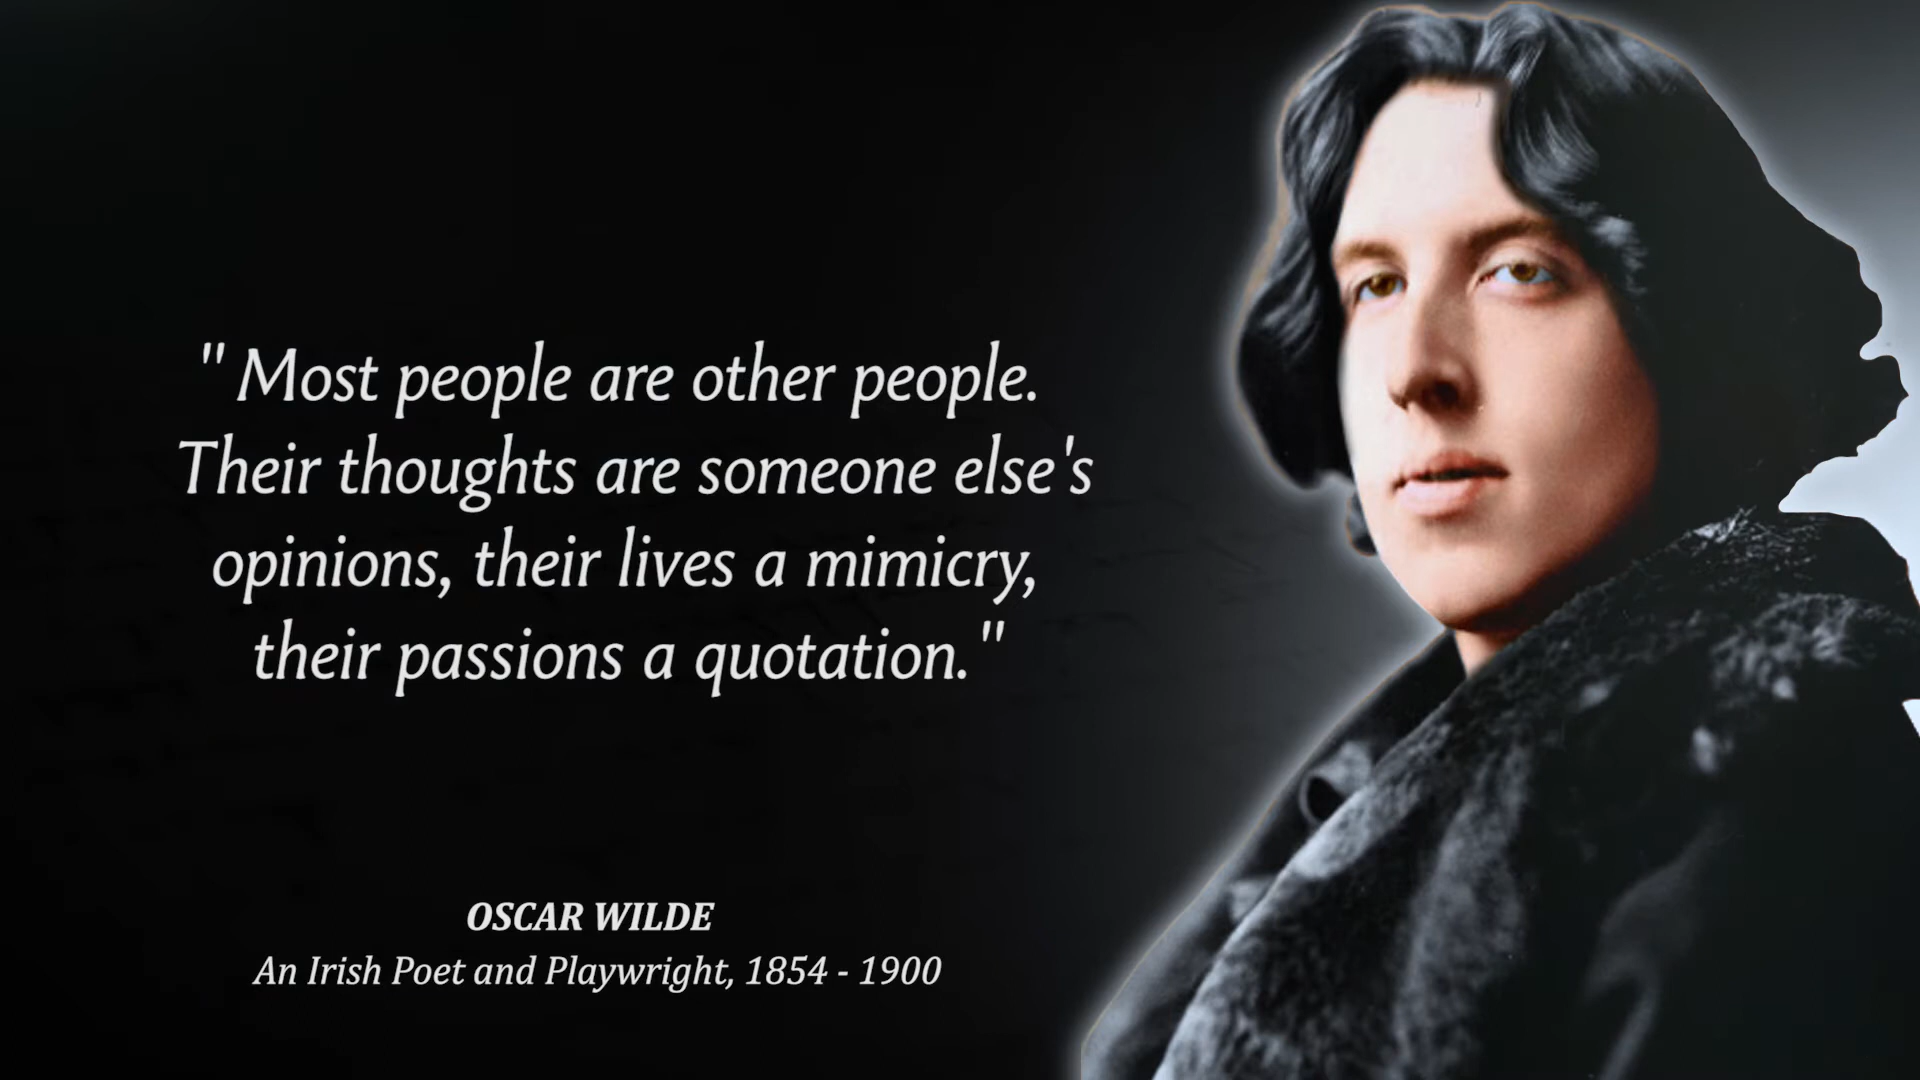 " Most people are other people.
Their thoughts are someone else's
opinions, their lives a mimicry,
their passions a quotation. "
OSCAR WILDE
An Irish Poet and Playwright, 1854 - 1900